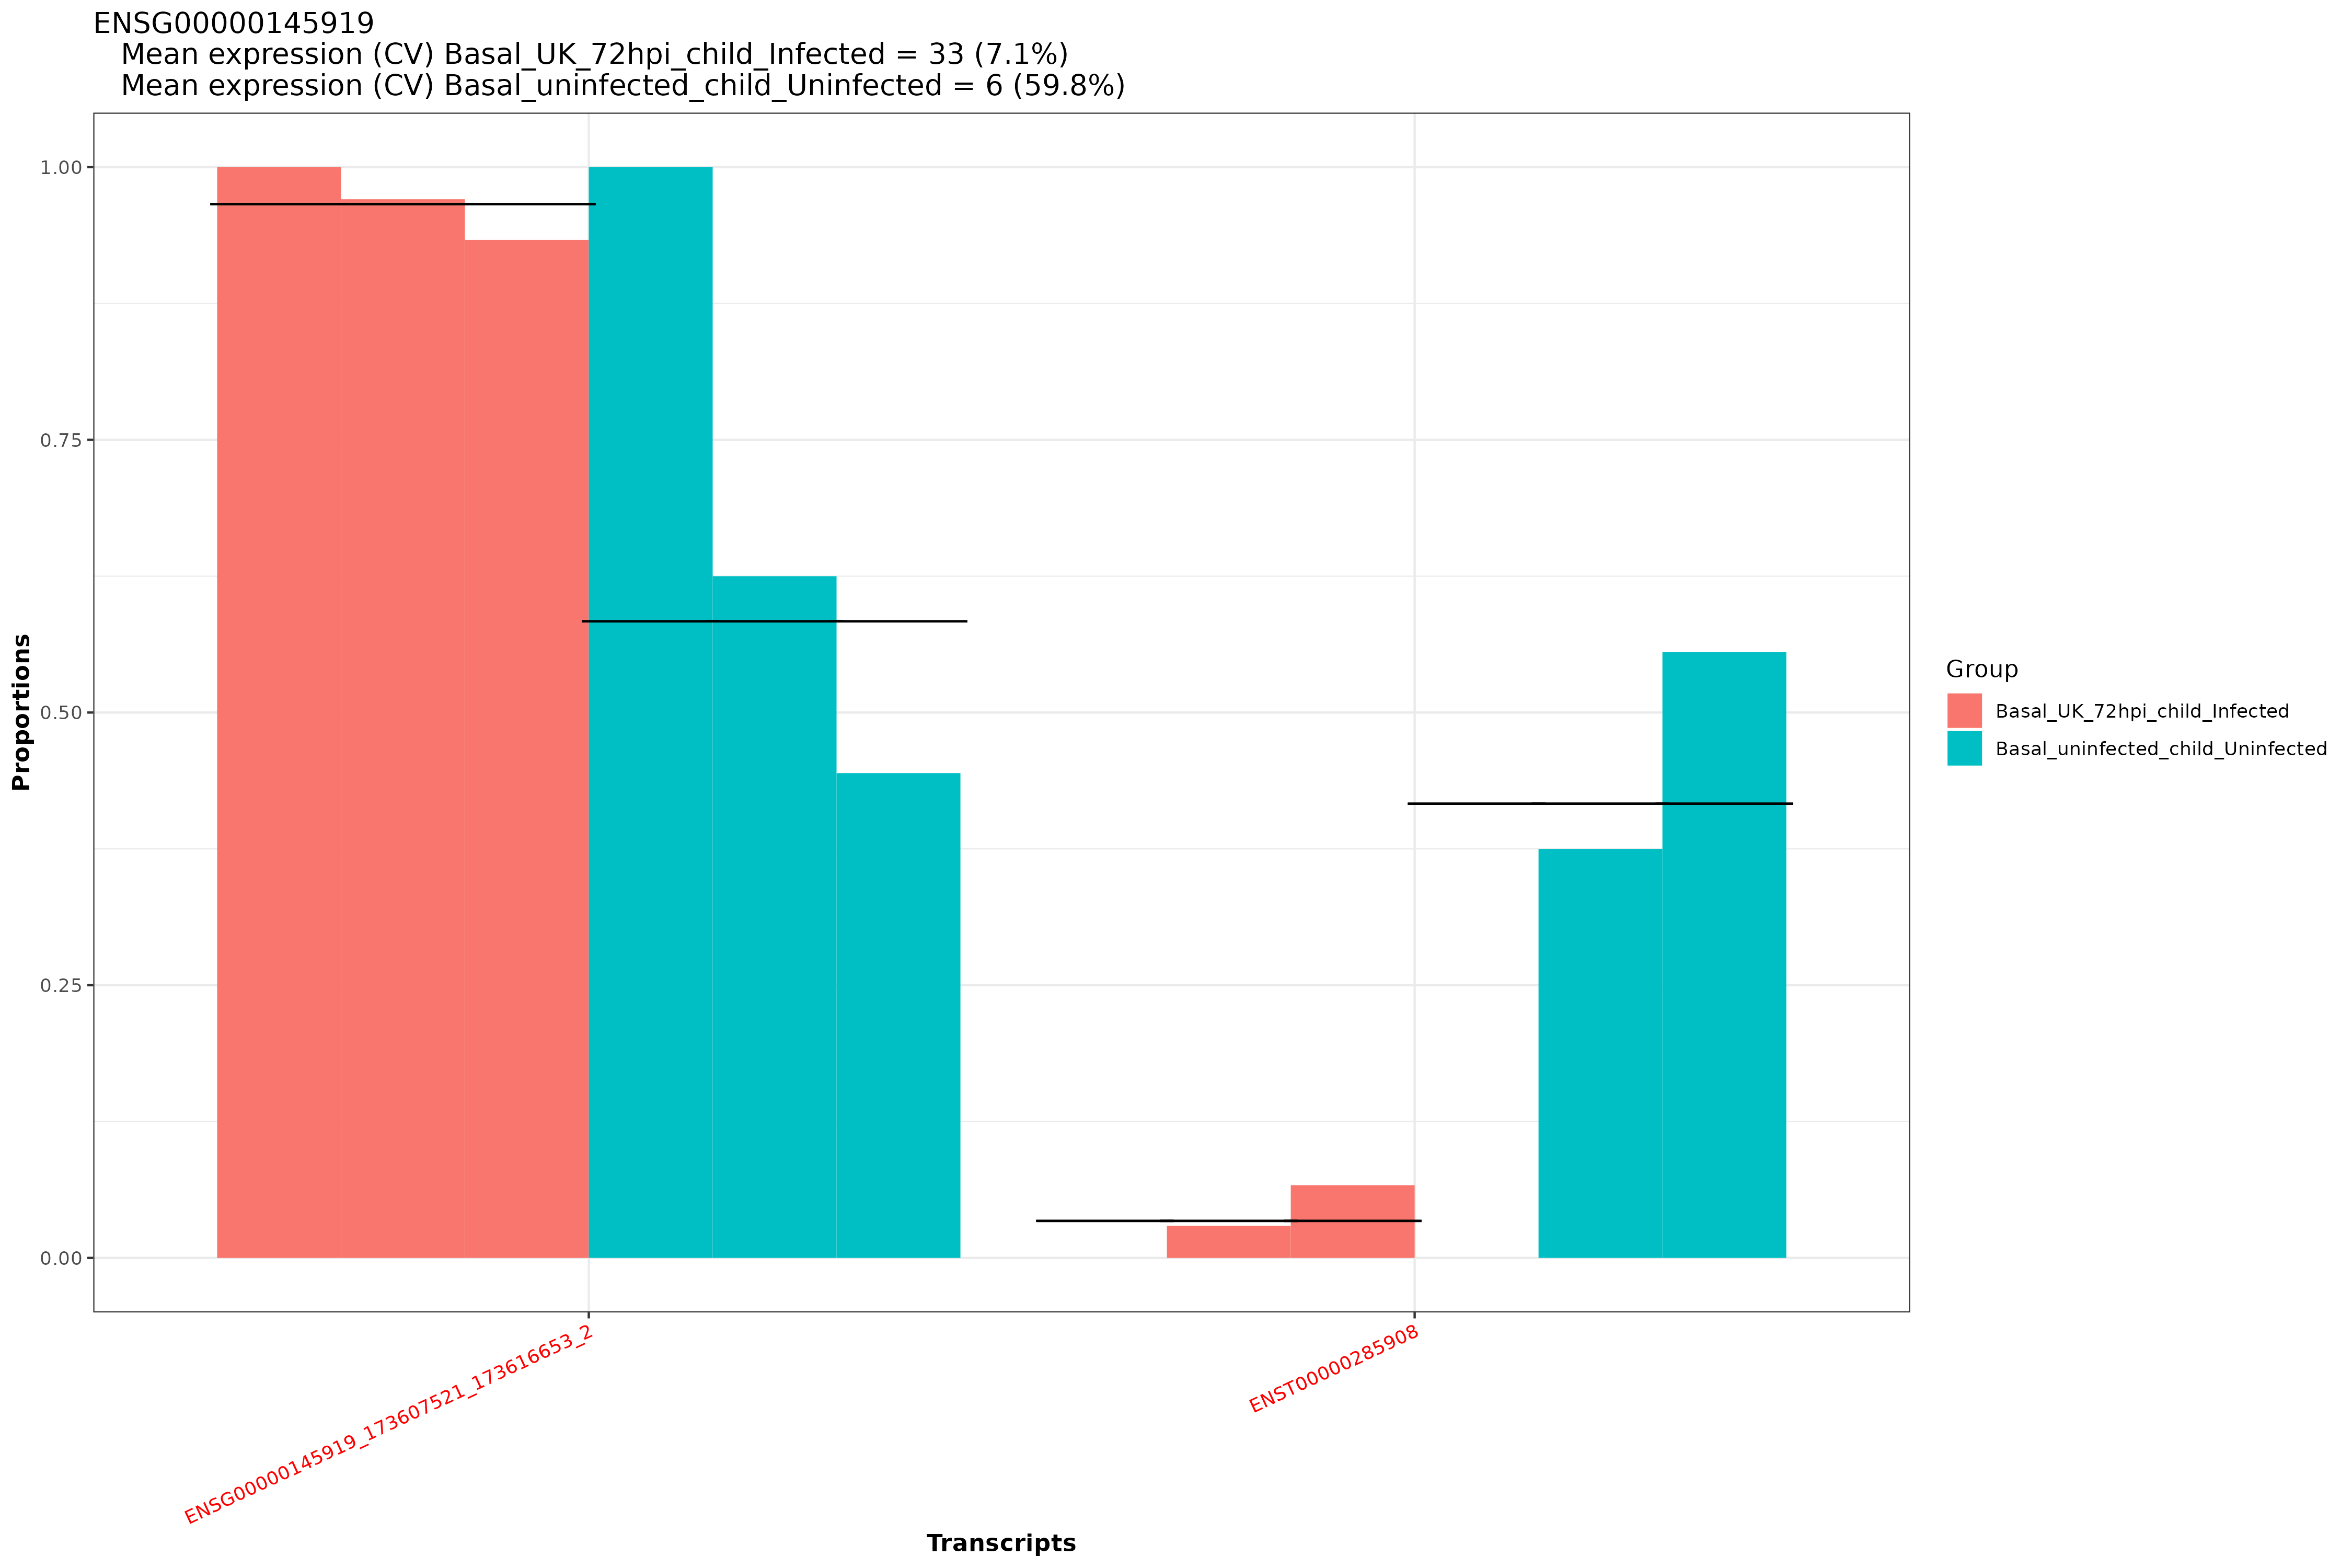 ENSG00000145919
Mean expression (CV) Basal_UK_72hpi_child_Infected = 33 (7.1%)
Mean expression (CV) Basal_uninfected_child_Uninfected = 6 (59.8%)
1.00
0.75
0.50
0.25
0.00
Proportions
ENSG00000145919_173607521_173616653_2
ENST00000285908
Transcripts
Group
Basal_UK_72hpi_child_Infected
Basal_uninfected_child_Uninfected